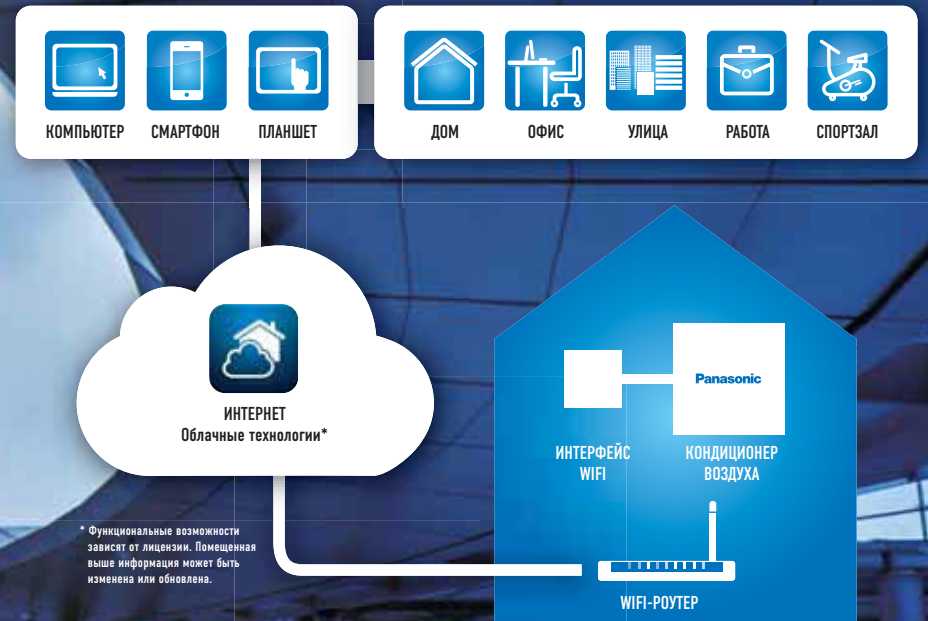 КОМПЬЮТЕР
СМАРТФОН
ПЛАНШЕТ
ДОМ
ОФИС
УЛИЦА
РАБОТА
СПОРТЗАЛ
ИНТЕРНЕТ
Облачные технологии*
Panasonic
ИНТЕРФЕЙС
WIFI
КОНДИЦИОНЕР
ВОЗДУХА
* Функциональные возможности
зависят от лицензии. Помещенная
выше информация может быть
изменена или обновлена.
WIFI-РОУТЕР